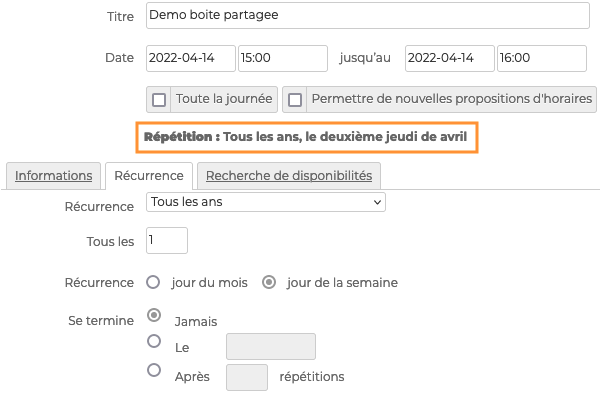 Titre Demo boite partagee
Date 2022-04-14 15:00 jusqu'au 2022-04-14 16:00
Toute la journée Permettre de nouvelles propositions d'horaires
Répétition : Tous les ans, le deuxième jeudi de avril
Informations Récurrence Recherche de disponibilités
Récurrence Tous les ans
Tous les 1
Récurrence jour du mois jour de la semaine
Se termine Jamais
Le
Après répétitions